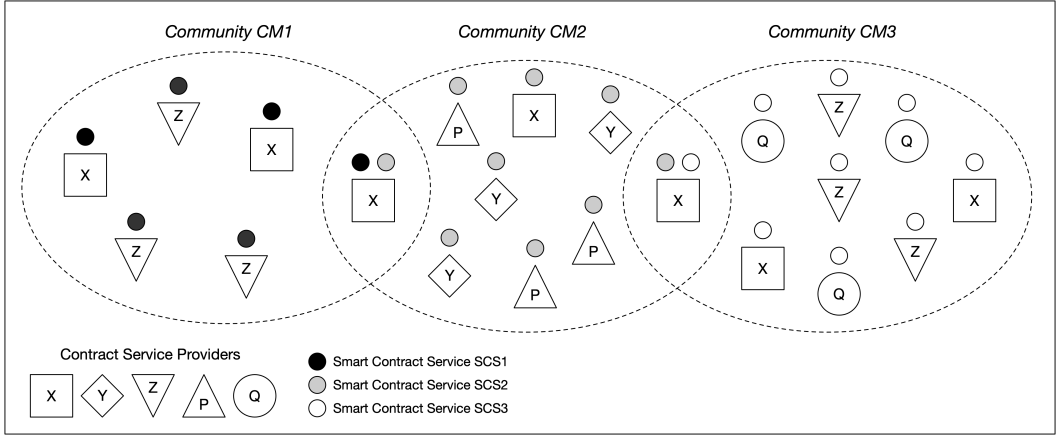 Community CM1
Community CM2
Community CM3
Z
X
X
Z
Z
X
P
X
Y
Y
P
Y
P
X
Z
Q
Q
Z
X
X
Z
Q
Contract Service Providers
X
Y
Z
P
Q
Smart Contract Service SCS1
Smart Contract Service SCS2
Smart Contract Service SCS3